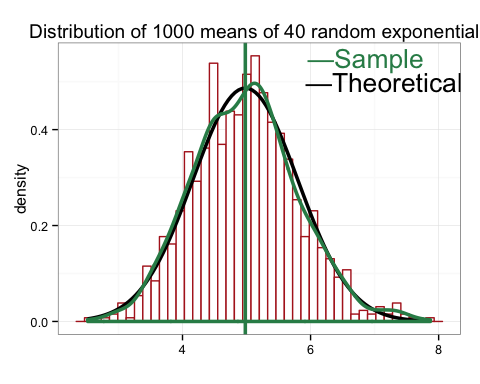 Distribution of 1000 means of 40 random exponential
Sample
Theoretical
0.4
density
0.2
0.0
4 6 8